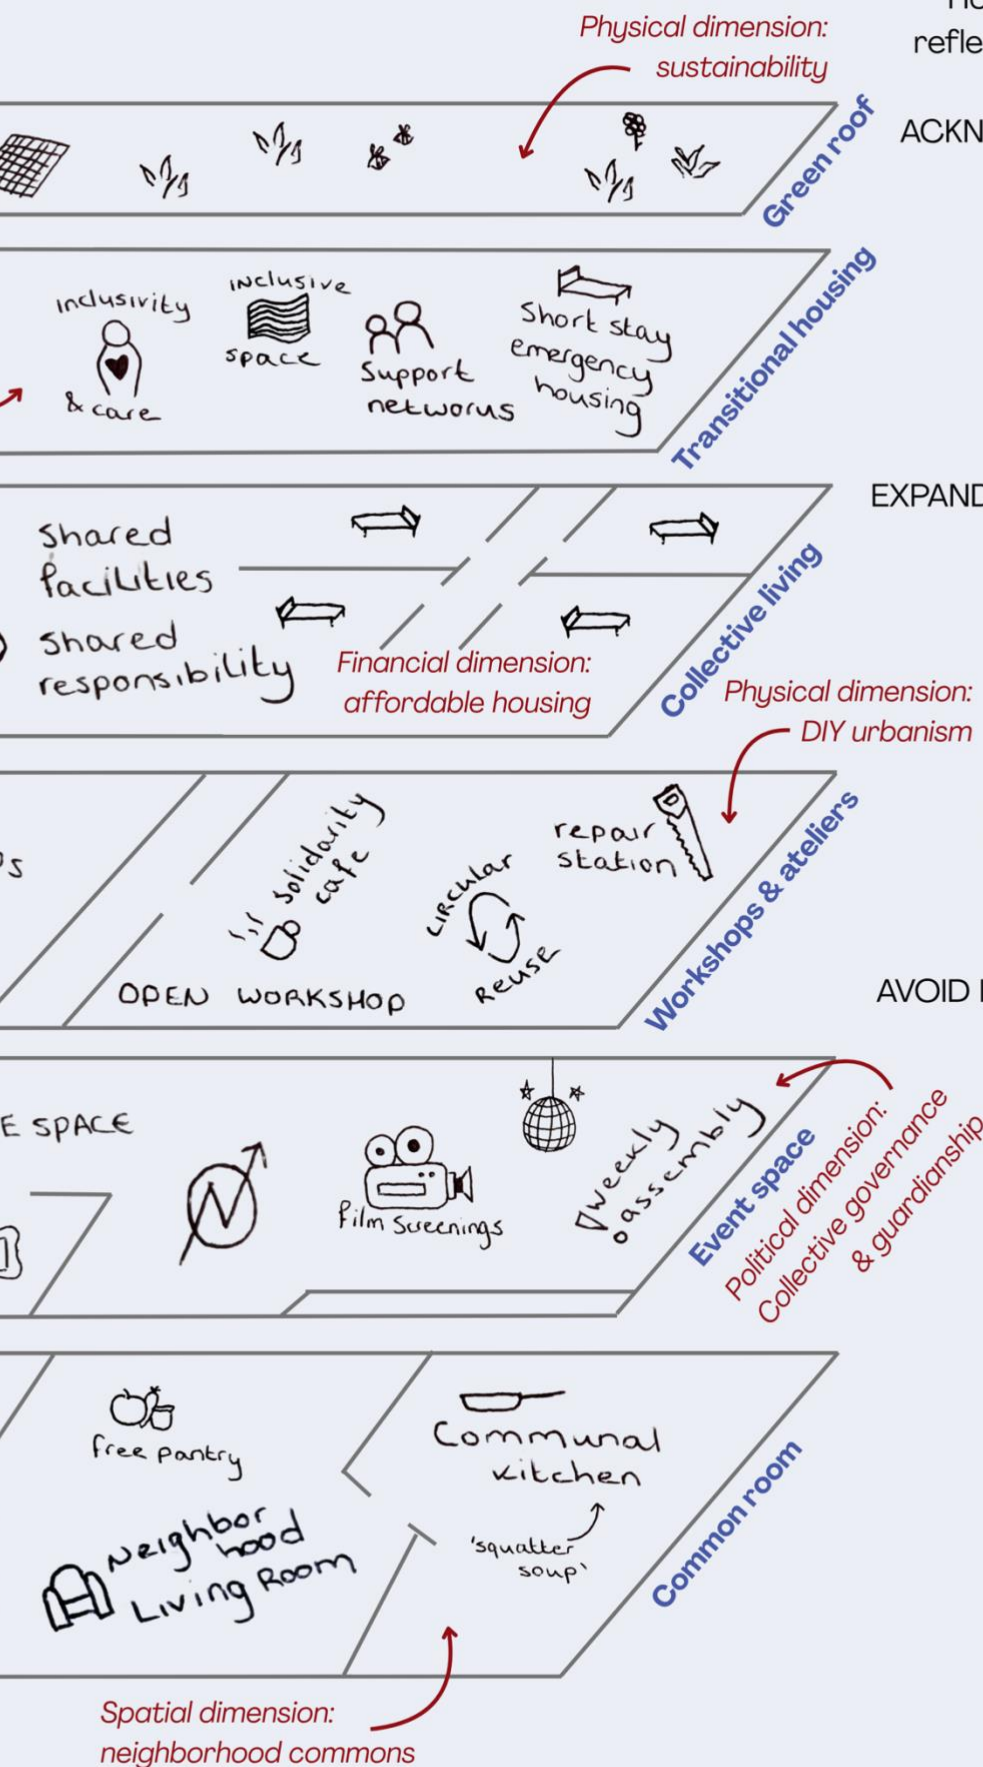 Physical dimension:
sustainability
refle
Green roof
ACKN
inclusivity
& care
inclusive
space
Support
networks
Short stay
emergency
housing
Transitional housing
EXPAND
Shared
facilities
Shared
responsibility
Financial dimension:
affordable housing
Collective living
Physical dimension:
DIY urbanism
Solidarity
cafe
CIRCULAR
REUSE
repair
station
OPEN WORKSHOP
Workshops & ateliers
AVOID
E SPACE
N
film screenings
weekly
assembly
Event space
Political dimension:
Collective governance
& guardianship
free pantry
Neighbor
hood
Living Room
Communal
kitchen
'squatter
soup'
Common room
Spatial dimension:
neighborhood commons